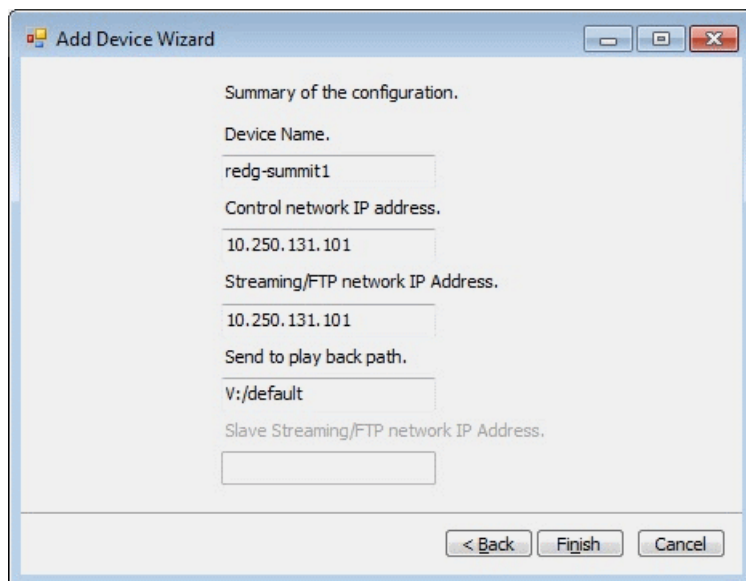 Add Device Wizard
Summary of the configuration.
Device Name.
redg-summit1
Control network IP address.
10.250.131.101
Streaming/FTP network IP Address.
10.250.131.101
Send to play back path.
V:/default
Slave Streaming/FTP network IP Address.
< Back Finish Cancel